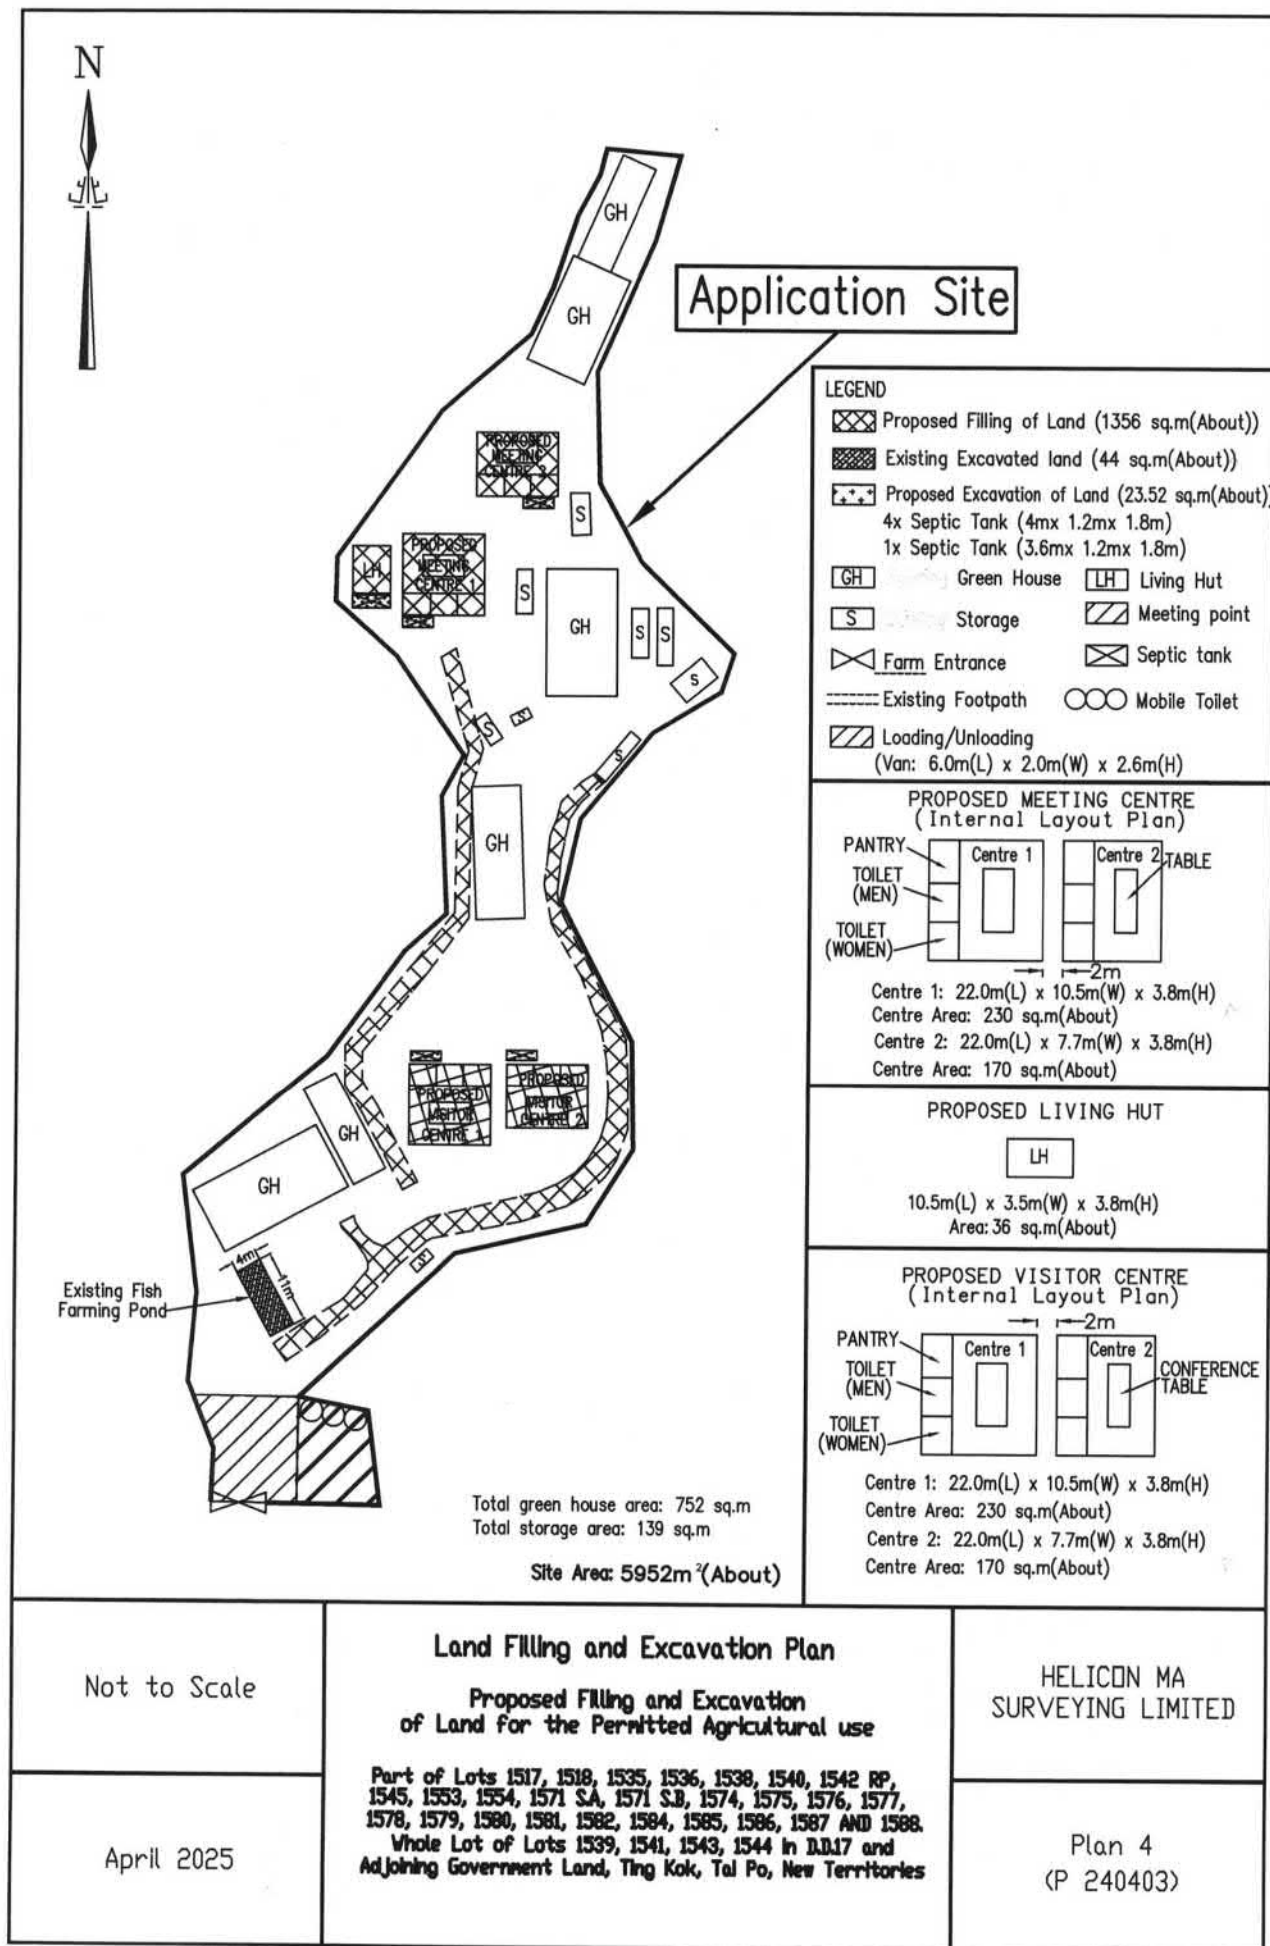 N
GH
Application Site
GH
LEGEND
Proposed Filling of Land (1356 sq.m(About))
Existing Excavated land (44 sq.m(About))
Proposed Excavation of Land (23.52 sq.m(About))
4x Septic Tank (4mx 1.2mx 1.8m)
1x Septic Tank (3.6mx 1.2mx 1.8m)
GH Green House
LH Living Hut
S Storage
Meeting point
Farm Entrance
Septic tank
Existing Footpath
Mobile Toilet
Loading/Unloading
(Van: 6.0m(L) x 2.0m(W) x 2.6m(H)
PROPOSED
MEETING
CENTRE 2
S
PROPOSED
MEETING
CENTRE 1
LH
S
GH
S
S
S
S
S
S
GH
PROPOSED MEETING CENTRE
(Internal Layout Plan)
PANTRY
TOILET
(MEN)
TOILET
(WOMEN)
Centre 1
Centre 2
TABLE
2m
Centre 1: 22.0m(L) x 10.5m(W) x 3.8m(H)
Centre Area: 230 sq.m(About)
Centre 2: 22.0m(L) x 7.7m(W) x 3.8m(H)
Centre Area: 170 sq.m(About)
PROPOSED LIVING HUT
LH
10.5m(L) x 3.5m(W) x 3.8m(H)
Area: 36 sq.m(About)
PROPOSED
VISITOR
CENTRE 1
PROPOSED
VISITOR
CENTRE 2
GH
GH
S
4m
11m
Existing Fish
Farming Pond
PROPOSED VISITOR CENTRE
(Internal Layout Plan)
2m
PANTRY
TOILET
(MEN)
TOILET
(WOMEN)
Centre 1
Centre 2
CONFERENCE
TABLE
Centre 1: 22.0m(L) x 10.5m(W) x 3.8m(H)
Centre Area: 230 sq.m(About)
Centre 2: 22.0m(L) x 7.7m(W) x 3.8m(H)
Centre Area: 170 sq.m(About)
Total green house area: 752 sq.m
Total storage area: 139 sq.m
Site Area: 5952m²(About)
Not to Scale
April 2025
Land Filling and Excavation Plan
Proposed Filling and Excavation
of Land for the Permitted Agricultural use
Part of Lots 1517, 1518, 1535, 1536, 1538, 1540, 1542 RP,
1545, 1553, 1554, 1571 S.A, 1571 S.B, 1574, 1575, 1576, 1577,
1578, 1579, 1580, 1581, 1582, 1584, 1585, 1586, 1587 AND 1588.
Whole Lot of Lots 1539, 1541, 1543, 1544 in D.D.17 and
Adjoining Government Land, Ting Kok, Tai Po, New Territories
HELICON MA
SURVEYING LIMITED
Plan 4
(P 240403)